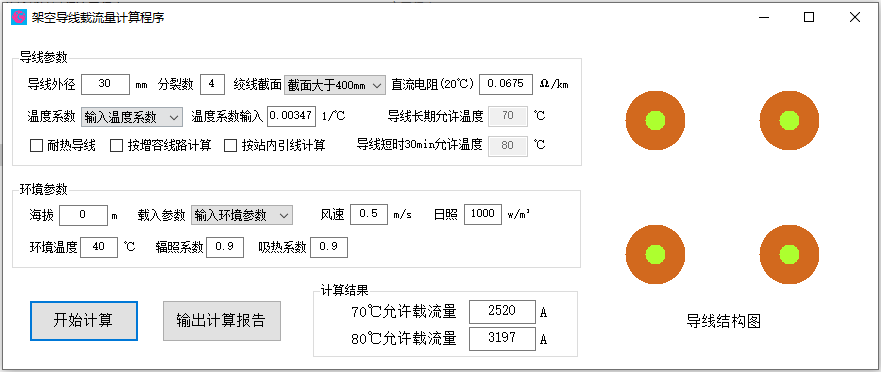 架空导线载流量计算程序
导线参数
导线外径 30 mm 分裂数 4 绞线截面 截面大于400mm 直流电阻(20℃) 0.0675 Ω/km
温度系数 输入温度系数 温度系数输入 0.00347 1/℃ 导线长期允许温度 70 ℃
耐热导线 按增容线路计算 按站内引线计算 导线短时30min允许温度 80 ℃
环境参数
海拔 0 m 载入参数 输入环境参数 风速 0.5 m/s 日照 1000 w/m²
环境温度 40 ℃ 辐照系数 0.9 吸热系数 0.9
开始计算 输出计算报告
计算结果
70℃允许载流量 2520 A
80℃允许载流量 3197 A
导线结构图